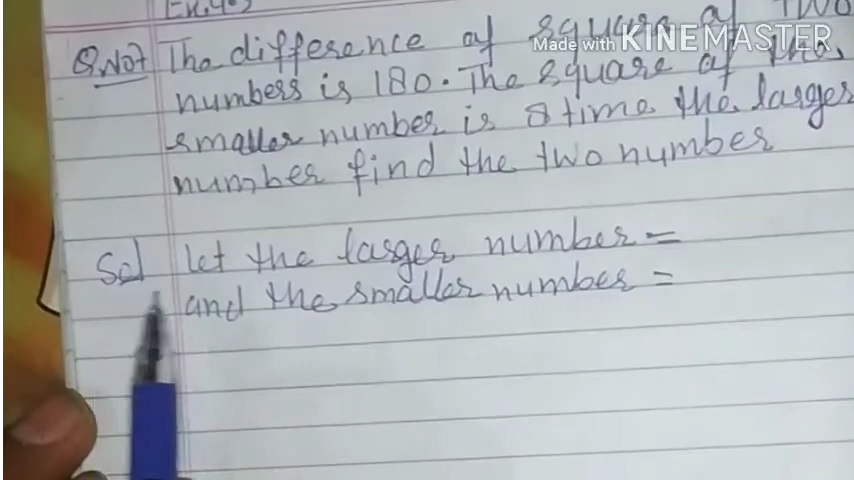 Ex. 4.3
Q.No7 The difference of square of two
numbers is 180. The square of the
smaller number is 8 time the larger
number find the two number
Sol let the larger number =
and the smaller number =
Made with KINEMASTER